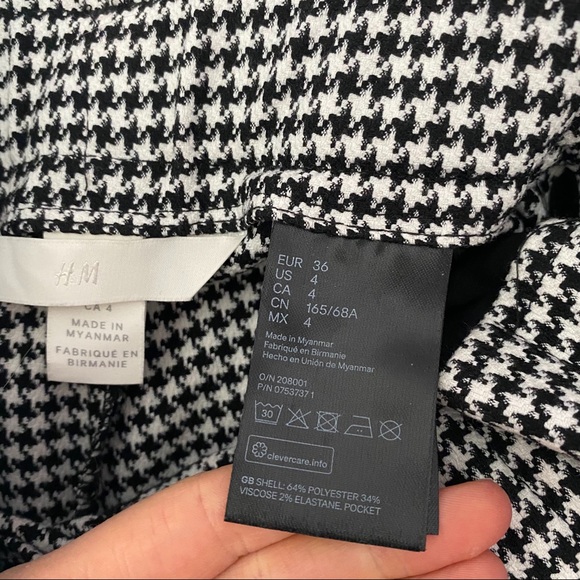 H&M
CA 4
MADE IN
MYANMAR
FABRIQUÉ EN
BIRMANIE
EUR 36
US 4
CA 4
CN 165/68A
MX 4
Made in Myanmar
Fabriqué en Birmanie
Hecho en Unión de Myanmar
O/N 208001
P/N 0753737 1
30
clevercare.info
GB SHELL: 64% POLYESTER 34%
VISCOSE 2% ELASTANE, POCKET